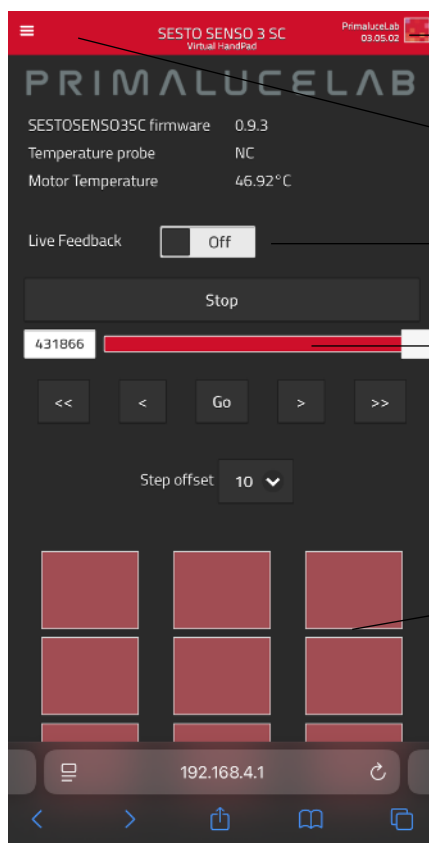 SESTO SENSO 3 SC
Virtual HandPad
PrimaluceLab
03.05.02
PRIMALUCELAB
SESTOSENSO3SC firmware 0.9.3
Temperature probe NC
Motor Temperature 46.92°C
Live Feedback Off
Stop
431866
<< < Go > >>
Step offset 10
192.168.4.1